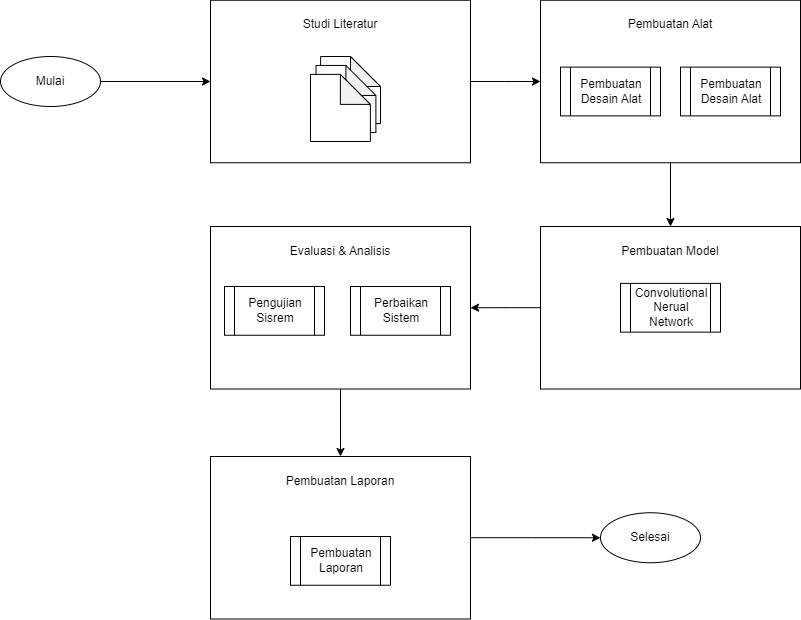 Mulai
Studi Literatur
Pembuatan Alat
Pembuatan
Desain Alat
Pembuatan
Desain Alat
Pembuatan Model
Convolutional
Nerual
Network
Evaluasi & Analisis
Pengujian
Sisrem
Perbaikan
Sistem
Pembuatan Laporan
Pembuatan
Laporan
Selesai